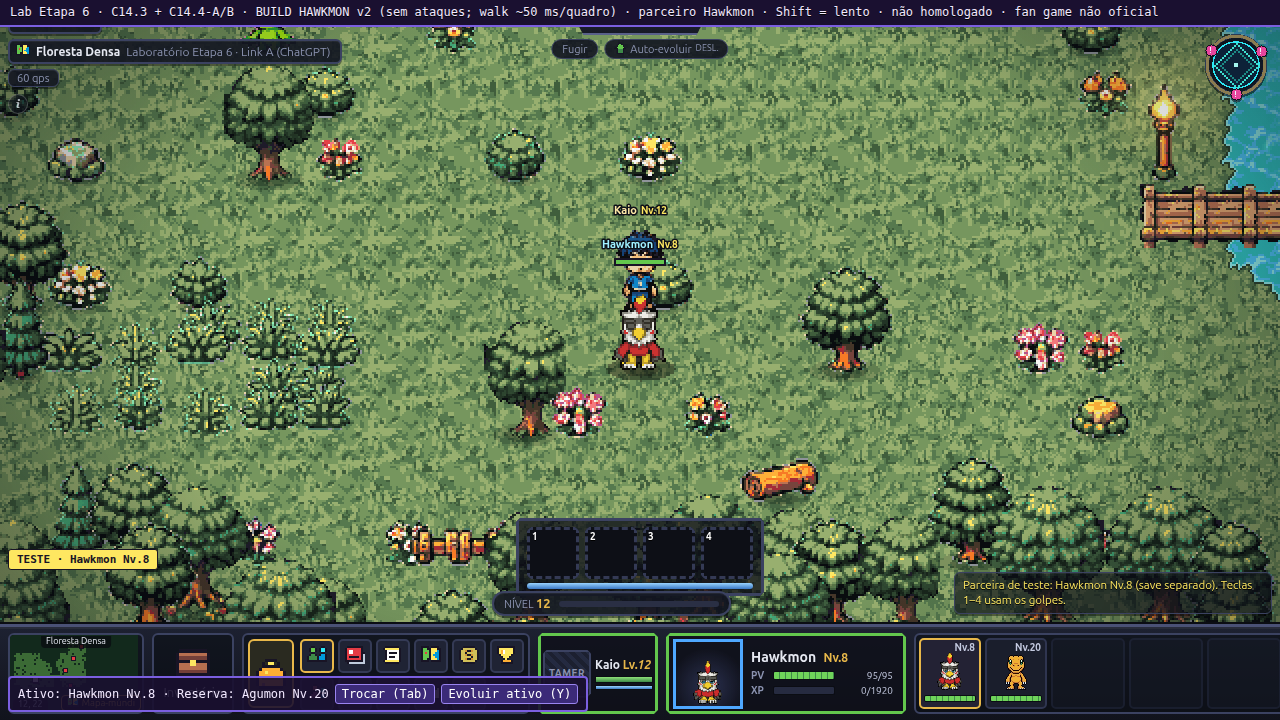 Lab Etapa 6 · C14.3 + C14.4-A/B · BUILD HAWKMON v2 (sem ataques; walk ~50 ms/quadro) · parceiro Hawkmon · Shift = lento · não homologado · fan game não oficial
Floresta Densa Laboratório Etapa 6 · Link A (ChatGPT)
Fugir
Auto-evoluir DESL.
60 qps
i
Kaio Nv.12
Hawkmon Nv.8
1 2 3 4
TESTE · Hawkmon Nv.8
Parceira de teste: Hawkmon Nv.8 (save separado). Teclas
1–4 usam os golpes.
NÍVEL 12
Floresta Densa
TAMER
Kaio Lv.12
Hawkmon Nv.8
PV 95/95
XP 0/1920
Nv.8
Nv.20
Ativo: Hawkmon Nv.8 · Reserva: Agumon Nv.20 Trocar (Tab) Evoluir ativo (Y)